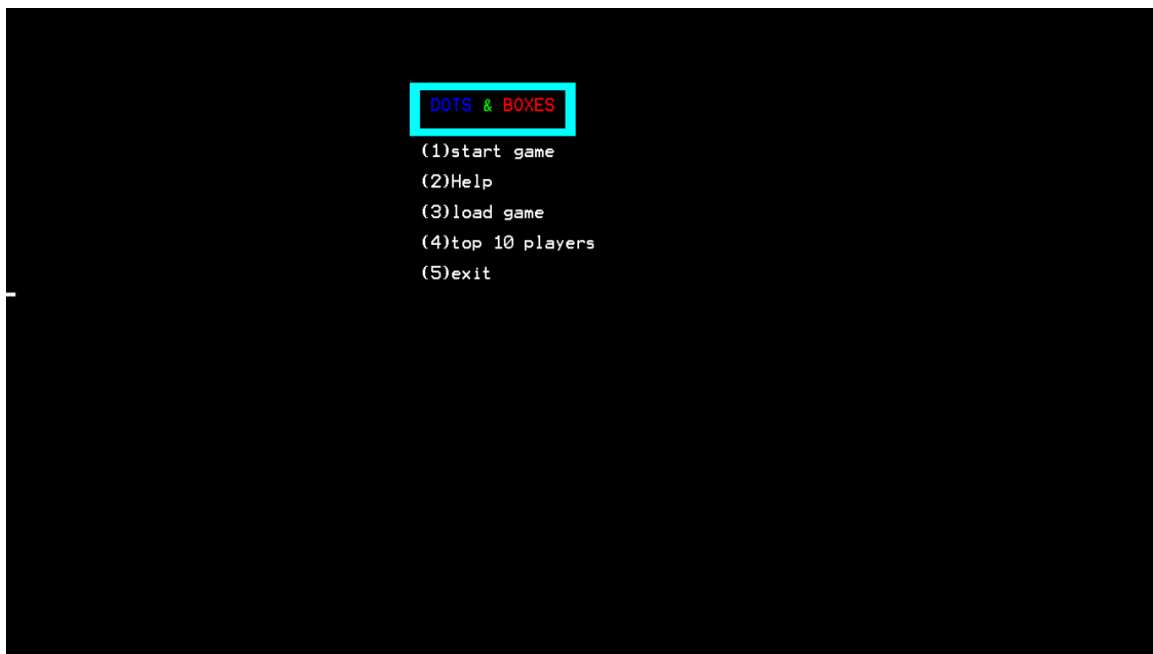 DOTS & BOXES
(1)start game
(2)Help
(3)load game
(4)top 10 players
(5)exit